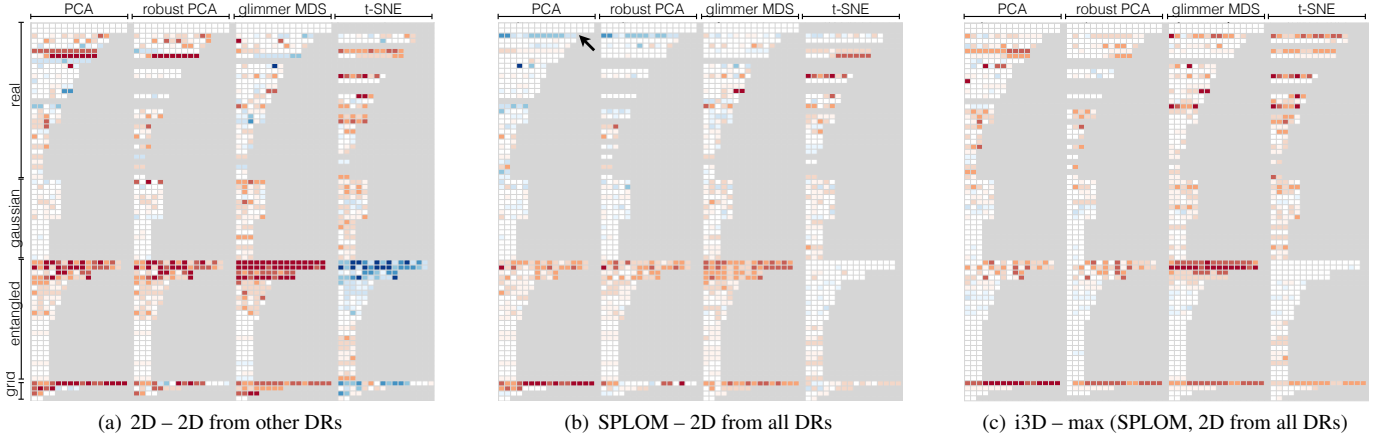 PCA robust PCA glimmer MDS t-SNE
PCA robust PCA glimmer MDS t-SNE
PCA robust PCA glimmer MDS t-SNE
real
gaussian
entangled
grid
(a) 2D – 2D from other DRs
(b) SPLOM – 2D from all DRs
(c) i3D – max (SPLOM, 2D from all DRs)